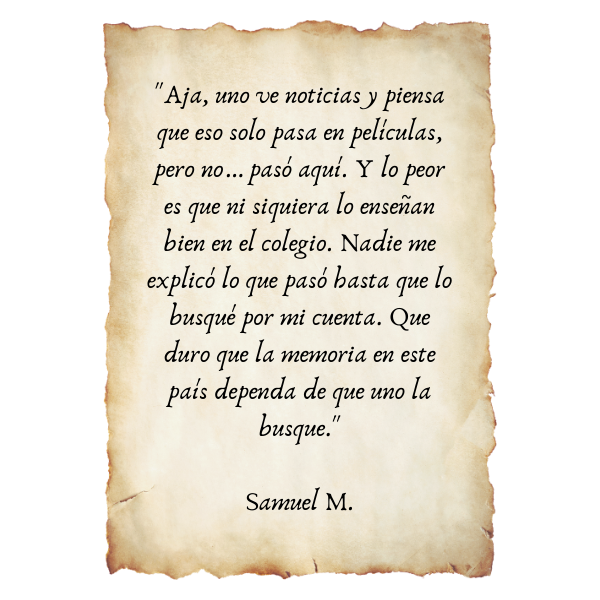 "Aja, uno ve noticias y piensa
que eso solo pasa en películas,
pero no... pasó aquí. Y lo peor
es que ni siquiera lo enseñan
bien en el colegio. Nadie me
explicó lo que pasó hasta que lo
busqué por mi cuenta. Que
duro que la memoria en este
país dependa de que uno la
busque."
Samuel M.